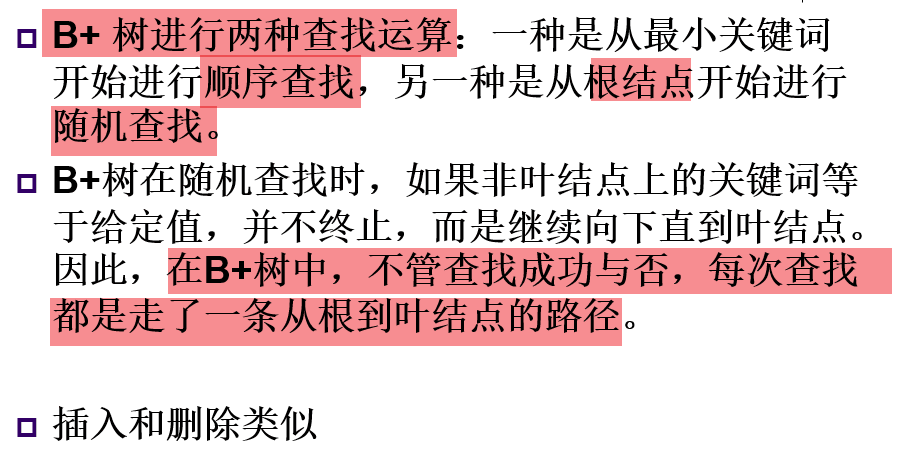 B+ 树进行两种查找运算：一种是从最小关键词
开始进行顺序查找，另一种是从根结点开始进行
随机查找。
B+树在随机查找时，如果非叶结点上的关键词等
于给定值，并不终止，而是继续向下直到叶结点。
因此，在B+树中，不管查找成功与否，每次查找
都是走了一条从根到叶结点的路径。
插入和删除类似